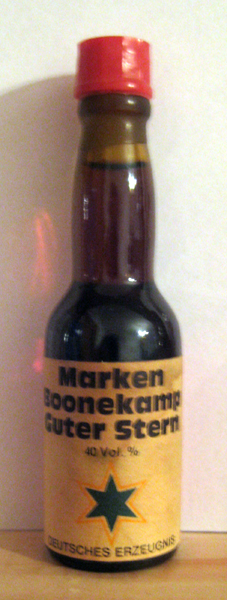 Marken
Boonekamp
Guter Stern
40 Vol. %
DEUTSCHES ERZEUGNIS